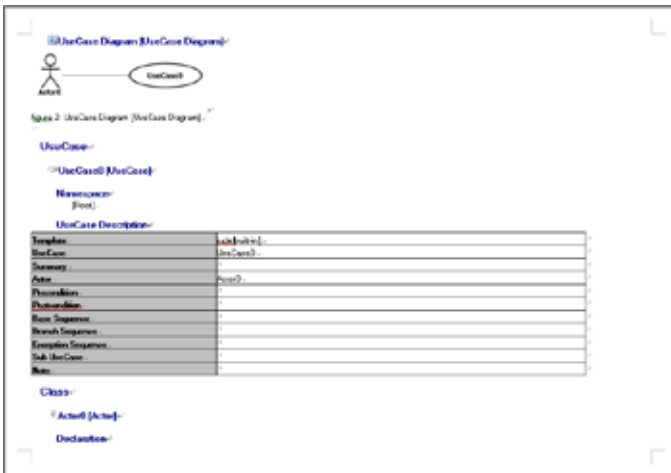 UseCase Diagram [UseCase Diagram]
UseCase0
Actor0
figure 2: UseCase Diagram [UseCase Diagram].
UseCase
UseCase0 [UseCase]
Namespace
[Root].
UseCase Description
Template
UseCase UseCase0
Summary
Actor Actor0
Precondition
Postcondition
Base Sequence
Branch Sequence
Exception Sequence
Sub UseCase
Note
Class
Actor0 [Actor]
Declaration